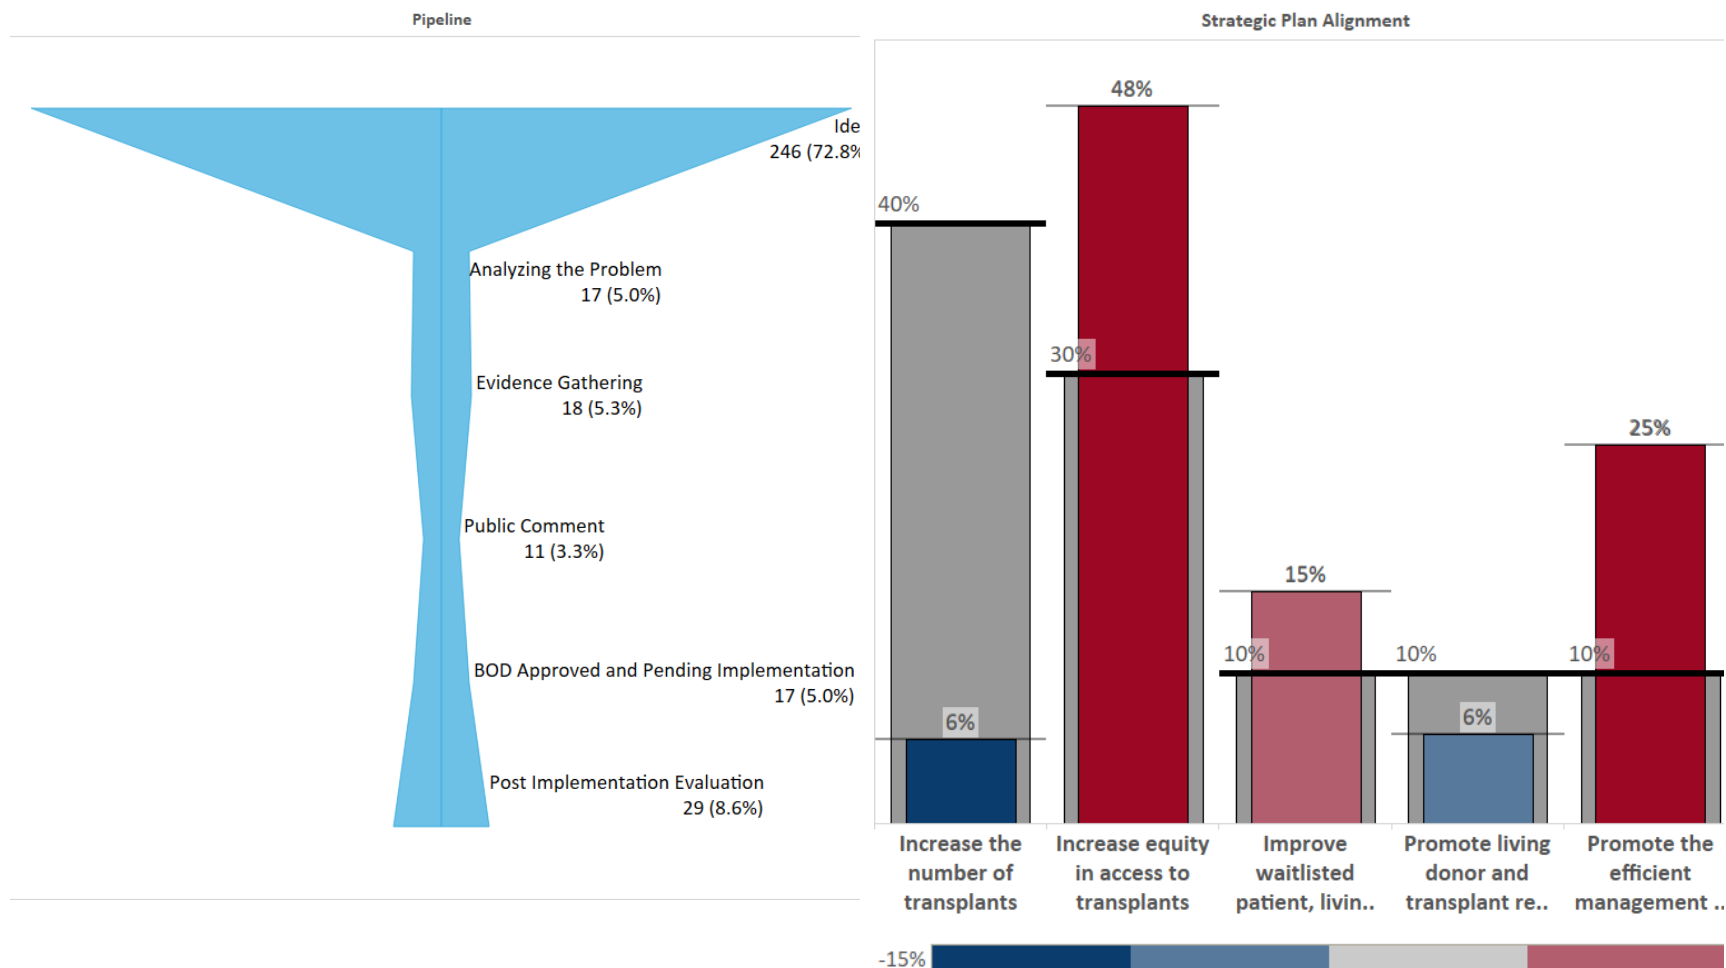 Pipeline
Ide
246 (72.8%
Analyzing the Problem
17 (5.0%)
Evidence Gathering
18 (5.3%)
Public Comment
11 (3.3%)
BOD Approved and Pending Implementation
17 (5.0%)
Post Implementation Evaluation
29 (8.6%)
Strategic Plan Alignment
48%
40%
30%
25%
15%
10%
10%
10%
6%
6%
Increase the
number of
transplants
Increase equity
in access to
transplants
Improve
waitlisted
patient, livin..
Promote living
donor and
transplant re..
Promote the
efficient
management ..
-15%